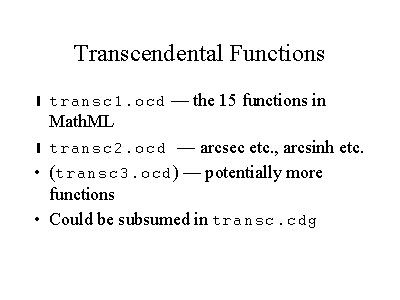 Transcendental Functions
❙ transc1.ocd — the 15 functions in
MathML
❙ transc2.ocd — arcsec etc., arcsinh etc.
• (transc3.ocd) — potentially more
functions
• Could be subsumed in transc.cdg